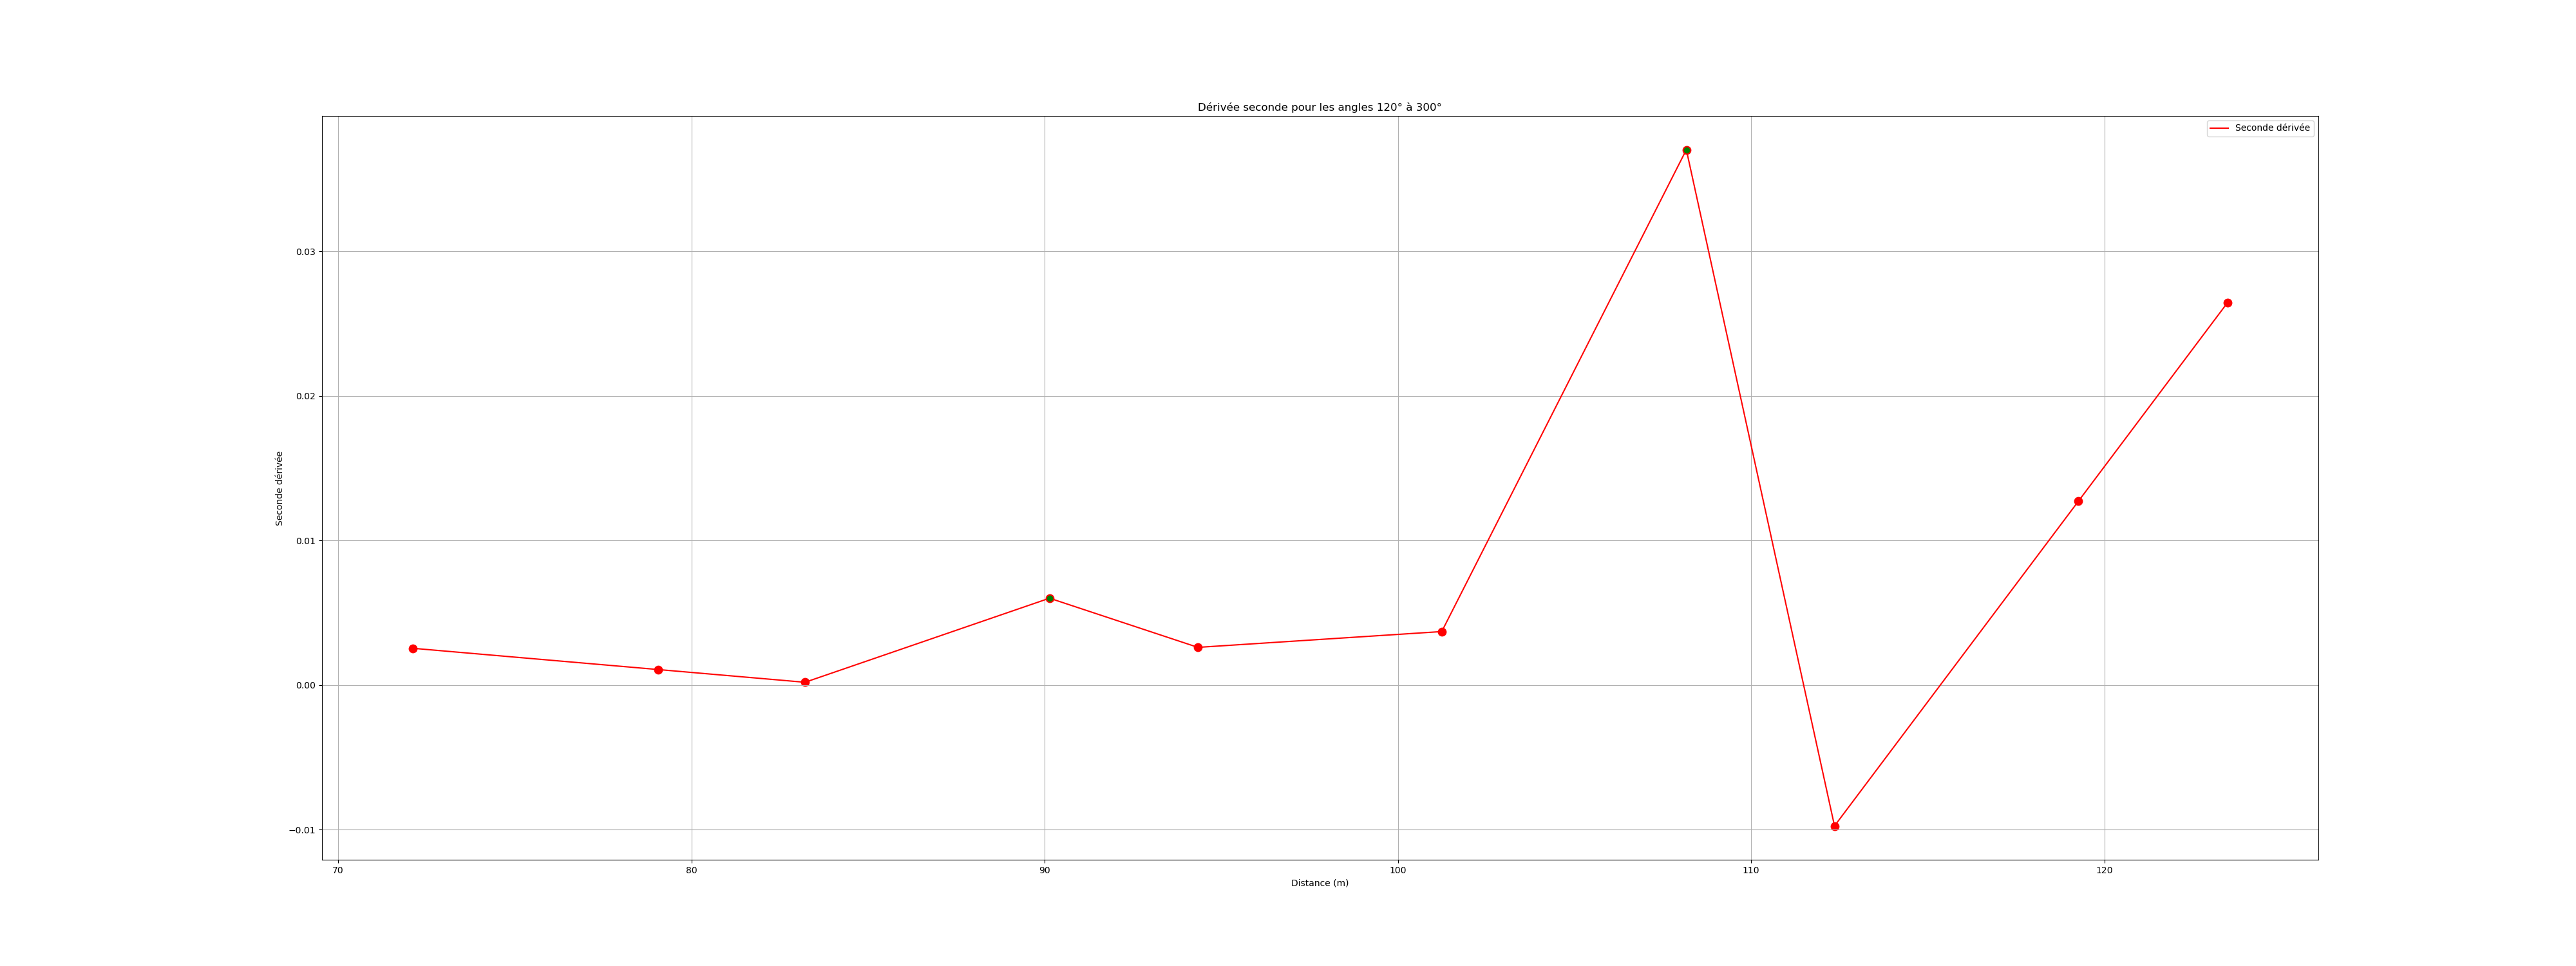 Dérivée seconde pour les angles 120° à 300°
Seconde dérivée
0.03
0.02
0.01
0.00
−0.01
Seconde dérivée
70 80 90 100 110 120
Distance (m)